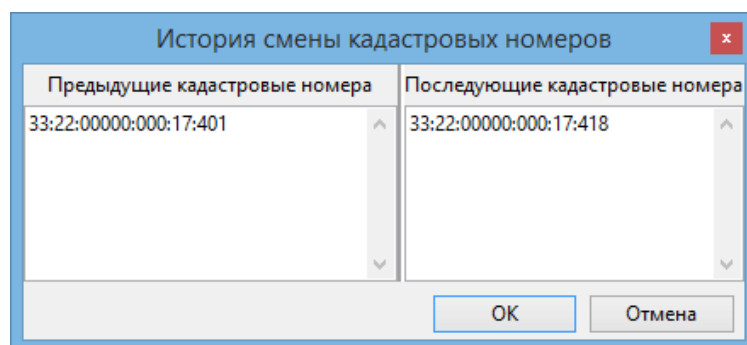 История смены кадастровых номеров
x
Предыдущие кадастровые номера
Последующие кадастровые номера
33:22:00000:000:17:401
33:22:00000:000:17:418
ОК
Отмена